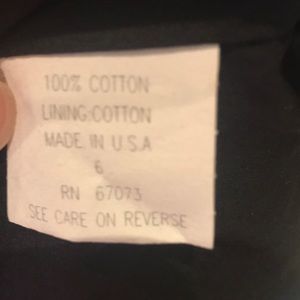 100% COTTON
LINING:COTTON
MADE IN U.S.A
6
RN 67073
SEE CARE ON REVERSE